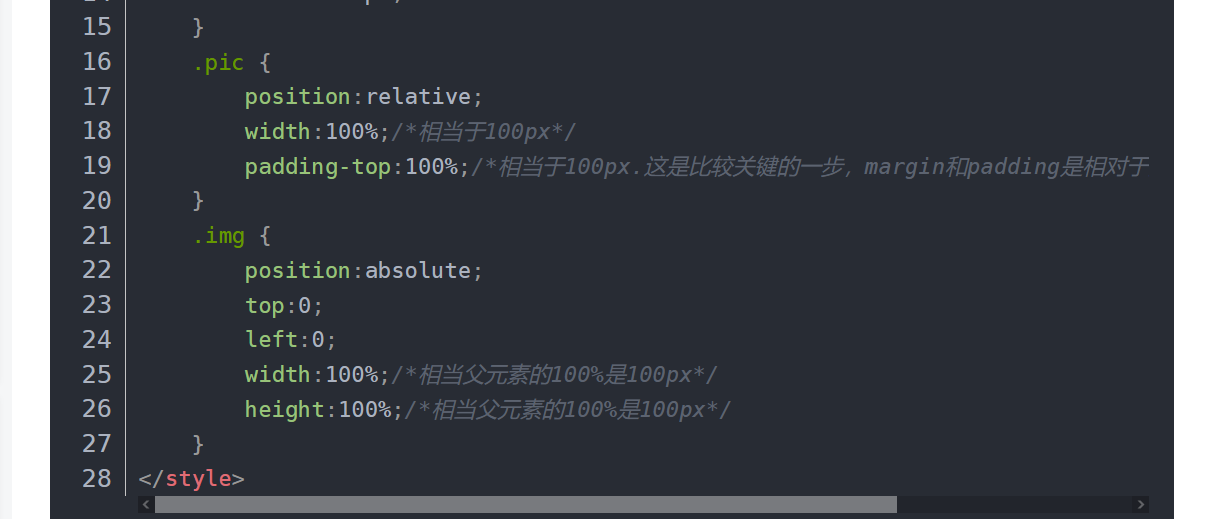 15 }
16 .pic {
17 position:relative;
18 width:100%;/*相当于100px*/
19 padding-top:100%;/*相当于100px.这是比较关键的一步，margin和padding是相对于
20 }
21 .img {
22 position:absolute;
23 top:0;
24 left:0;
25 width:100%;/*相当父元素的100%是100px*/
26 height:100%;/*相当父元素的100%是100px*/
27 }
28 </style>